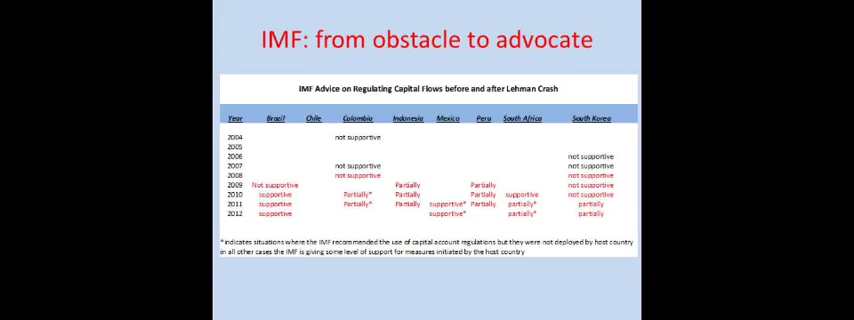 IMF: from obstacle to advocate
IMF Advice on Regulating Capital Flows before and after Lehman Crash
Year Brazil Chile Colombia Indonesia Mexico Peru South Africa South Korea
2004 not supportive
2005
2006 not supportive
2007 not supportive not supportive
2008 not supportive not supportive
2009 Not supportive Partially Partially not supportive
2010 supportive Partially* Partially Partially supportive not supportive
2011 supportive Partially* Partially supportive* Partially partially* partially
2012 supportive supportive* partially* partially
*indicates situations where the IMF recommended the use of capital account regulations but they were not deployed by host country
in all other cases the IMF is giving some level of support for measures initiated by the host country